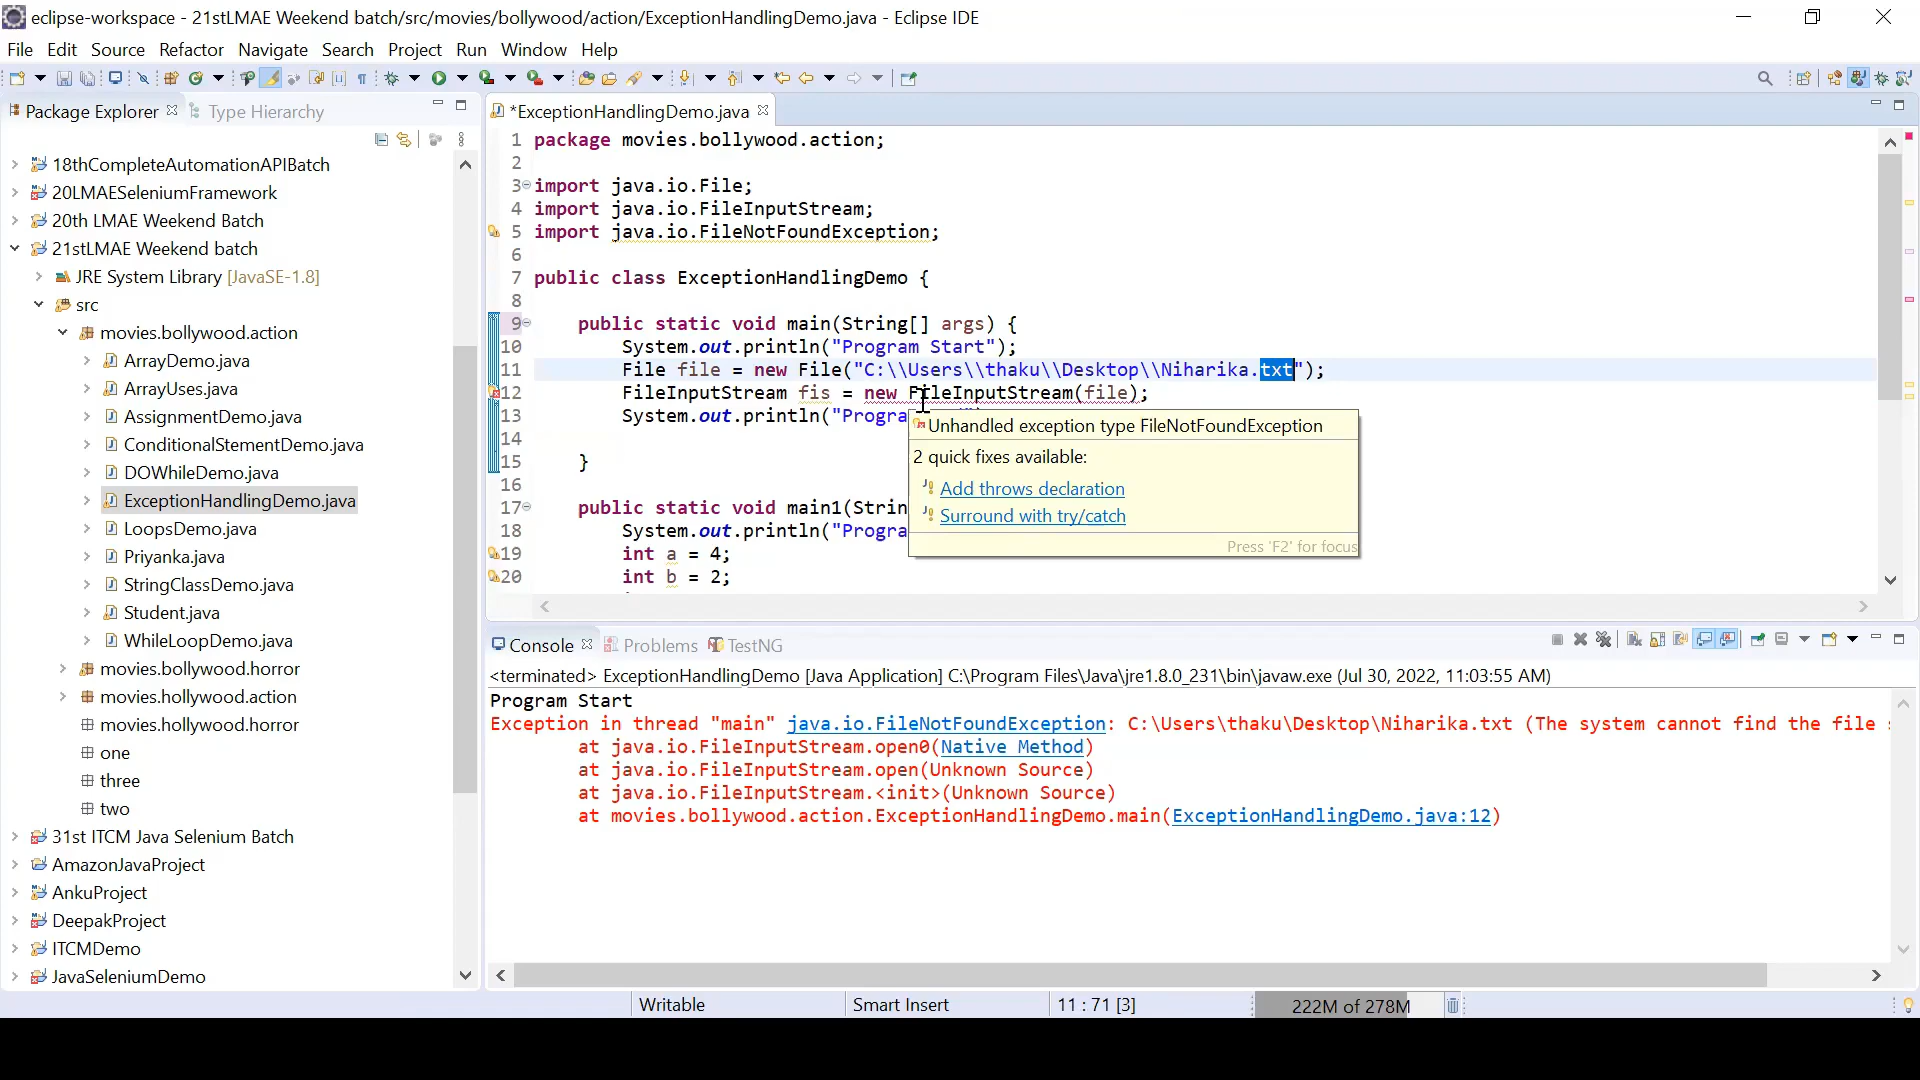 eclipse-workspace - 21stLMAE Weekend batch/src/movies/bollywood/action/ExceptionHandlingDemo.java - Eclipse IDE
File Edit Source Refactor Navigate Search Project Run Window Help
Package Explorer Type Hierarchy
18thCompleteAutomationAPIBatch
20LMAESeleniumFramework
20th LMAE Weekend Batch
21stLMAE Weekend batch
JRE System Library [JavaSE-1.8]
src
movies.bollywood.action
ArrayDemo.java
ArrayUses.java
AssignmentDemo.java
ConditionalStementDemo.java
DOWhileDemo.java
ExceptionHandlingDemo.java
LoopsDemo.java
Priyanka.java
StringClassDemo.java
Student.java
WhileLoopDemo.java
movies.bollywood.horror
movies.hollywood.action
movies.hollywood.horror
one
three
two
31st ITCM Java Selenium Batch
AmazonJavaProject
AnkuProject
DeepakProject
ITCMDemo
JavaSeleniumDemo
*ExceptionHandlingDemo.java
1 package movies.bollywood.action;
2
3 import java.io.File;
4 import java.io.FileInputStream;
5 import java.io.FileNotFoundException;
6
7 public class ExceptionHandlingDemo {
8
9 public static void main(String[] args) {
10 System.out.println("Program Start");
11 File file = new File("C:\\Users\\thaku\\Desktop\\Niharika.txt");
12 FileInputStream fis = new FileInputStream(file);
13 System.out.println("Progra
14
15 }
16
17 public static void main1(Strin
18 System.out.println("Progra
19 int a = 4;
20 int b = 2;
Unhandled exception type FileNotFoundException
2 quick fixes available:
Add throws declaration
Surround with try/catch
Press 'F2' for focus
Console Problems TestNG
<terminated> ExceptionHandlingDemo [Java Application] C:\Program Files\Java\jre1.8.0_231\bin\javaw.exe (Jul 30, 2022, 11:03:55 AM)
Program Start
Exception in thread "main" java.io.FileNotFoundException: C:\Users\thaku\Desktop\Niharika.txt (The system cannot find the file
at java.io.FileInputStream.open0(Native Method)
at java.io.FileInputStream.open(Unknown Source)
at java.io.FileInputStream.<init>(Unknown Source)
at movies.bollywood.action.ExceptionHandlingDemo.main(ExceptionHandlingDemo.java:12)
Writable Smart Insert 11 : 71 [3] 222M of 278M